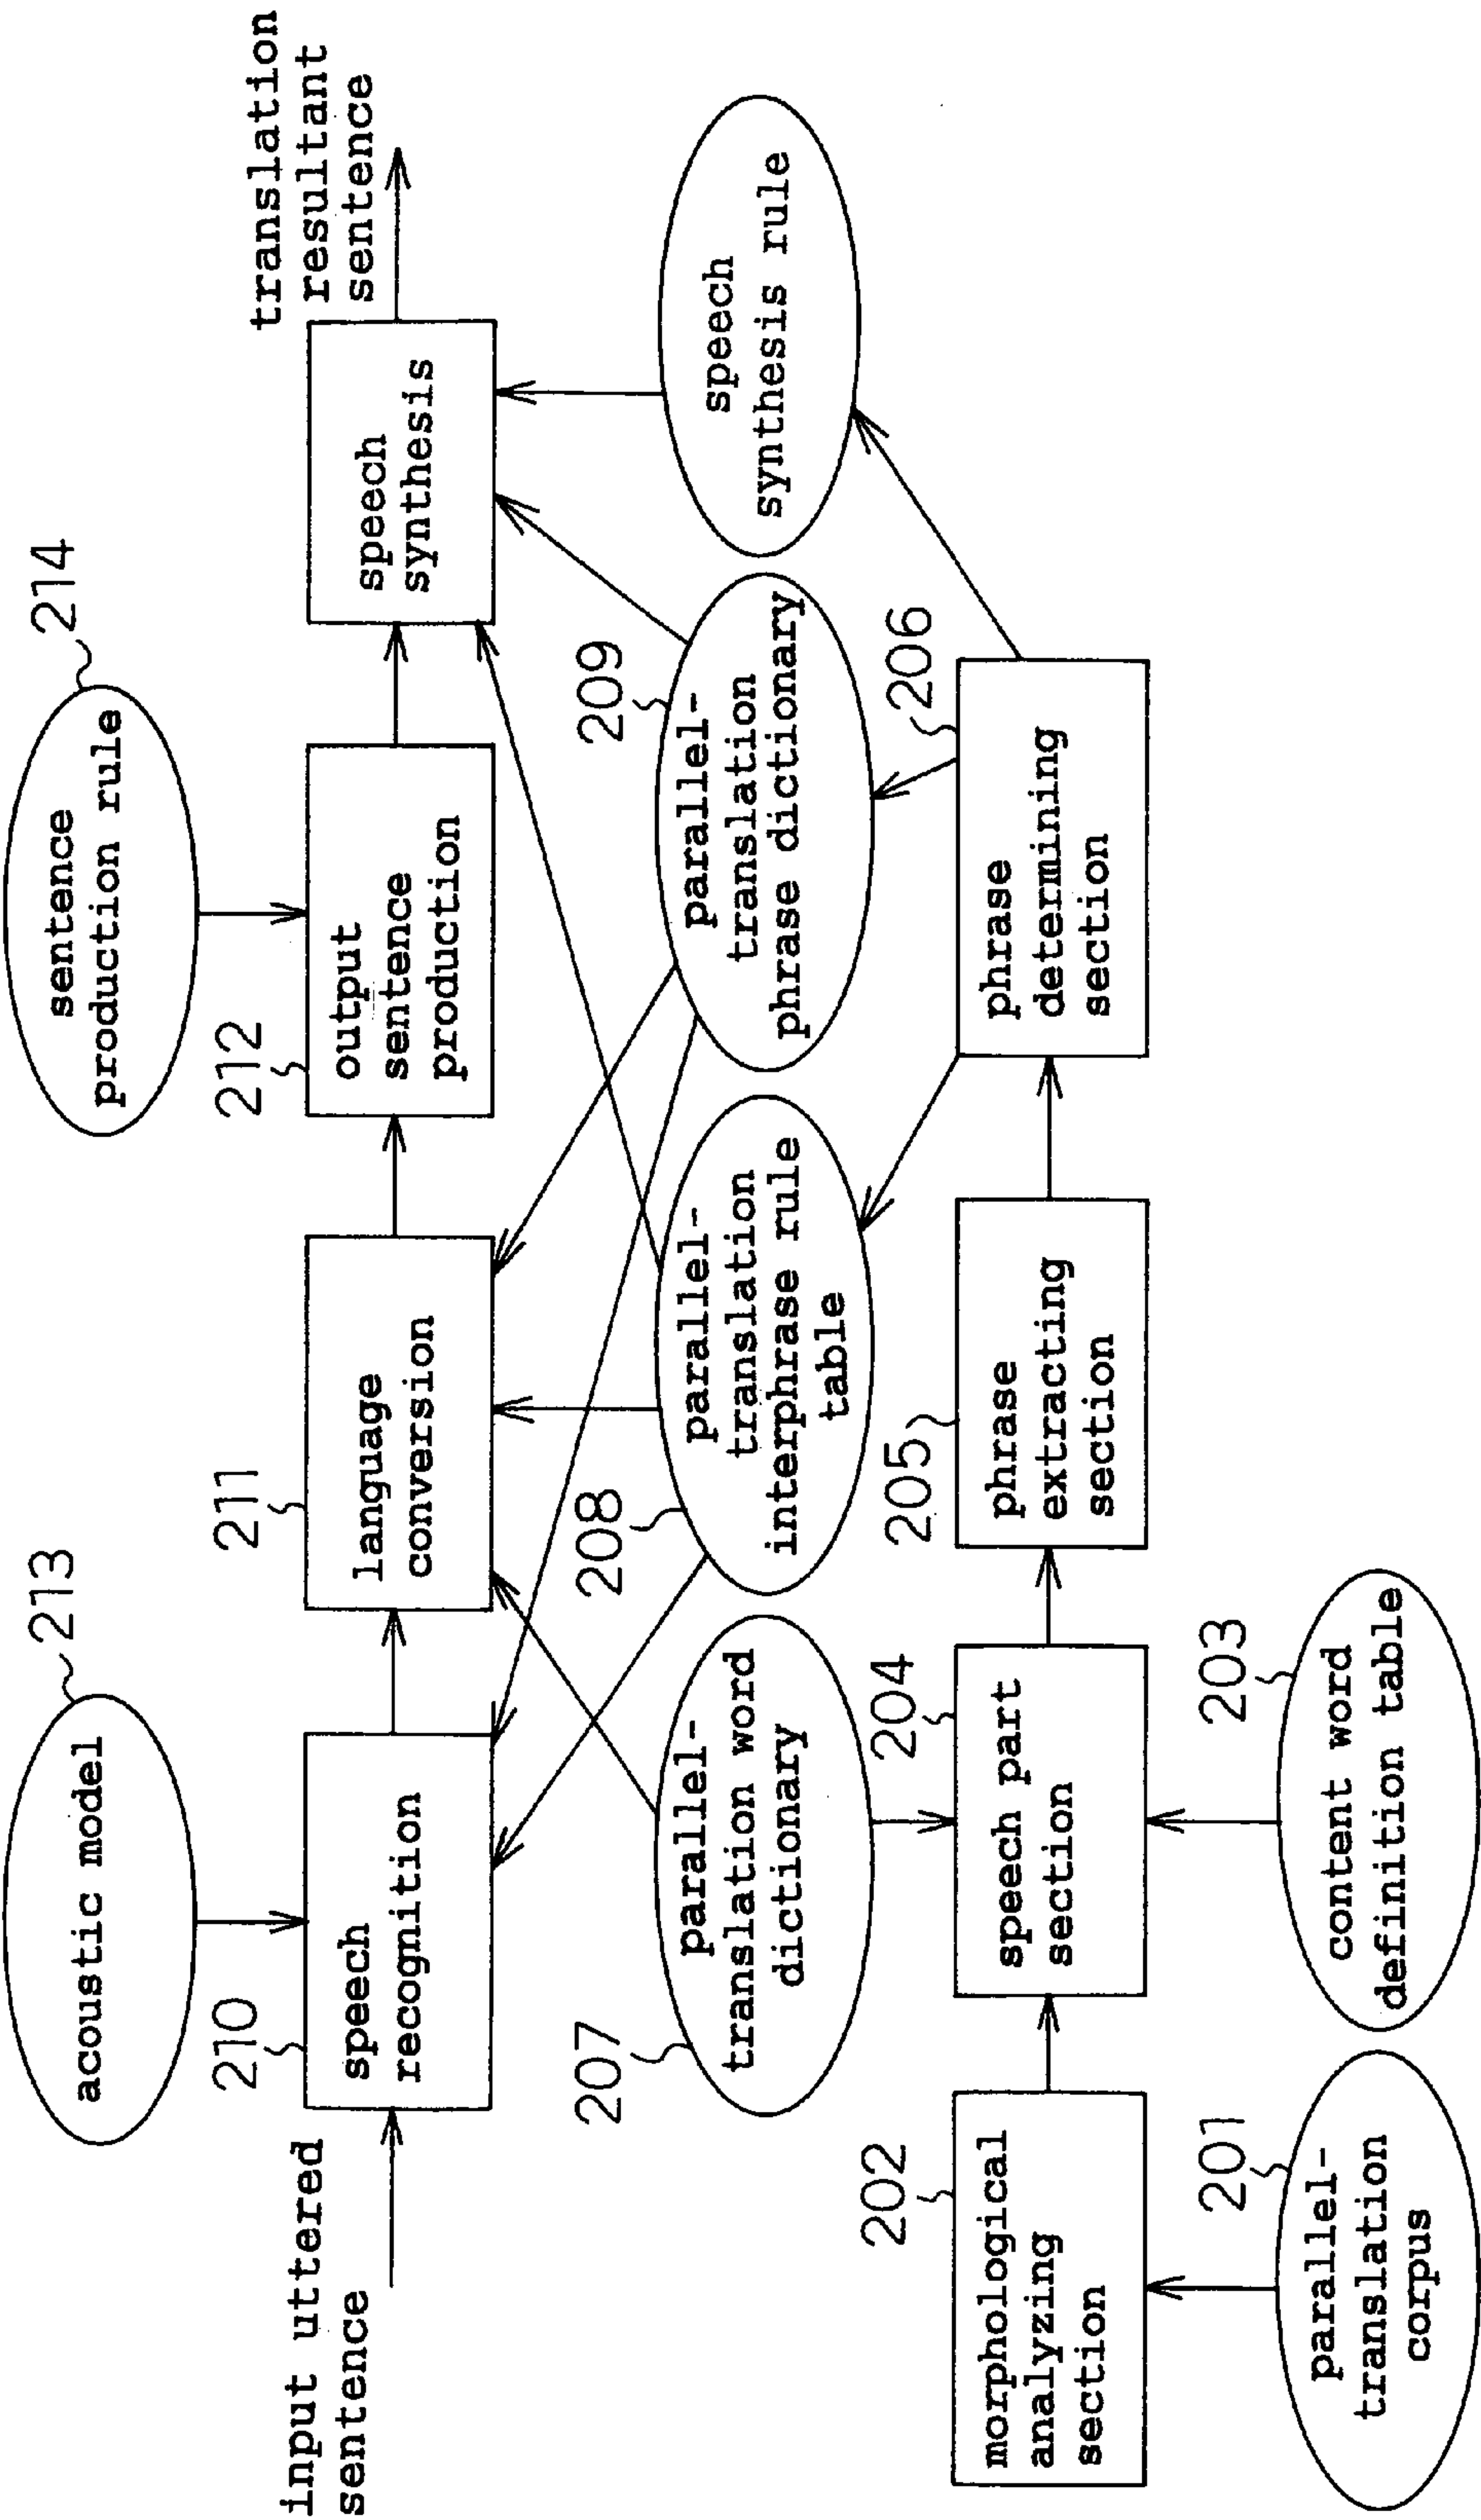 213
acoustic model
214
sentence
production rule
input uttered
sentence
210
speech
recognition
211
language
conversion
212
output
sentence
production
speech
synthesis
translation
resultant
sentence
207
parallel-
translation word
dictionary
208
parallel-
translation
interphrase rule
table
209
parallel-
translation
phrase dictionary
speech
synthesis rule
202
morphological
analyzing
section
204
speech part
section
205
phrase
extracting
section
206
phrase
determining
section
201
parallel-
translation
corpus
203
content word
definition table